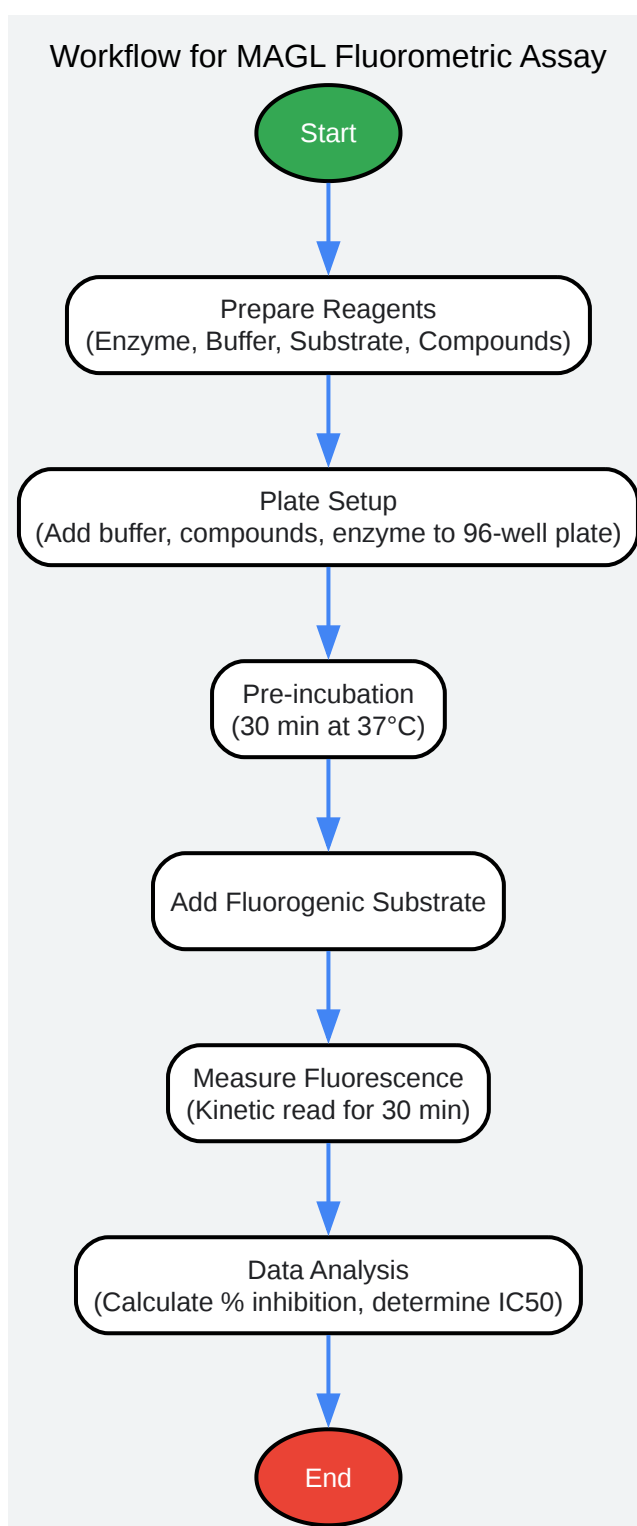 Workflow for MAGL Fluorometric Assay
Start
Prepare Reagents
(Enzyme, Buffer, Substrate, Compounds)
Plate Setup
(Add buffer, compounds, enzyme to 96-well plate)
Pre-incubation
(30 min at 37°C)
Add Fluorogenic Substrate
Measure Fluorescence
(Kinetic read for 30 min)
Data Analysis
(Calculate % inhibition, determine IC50)
End